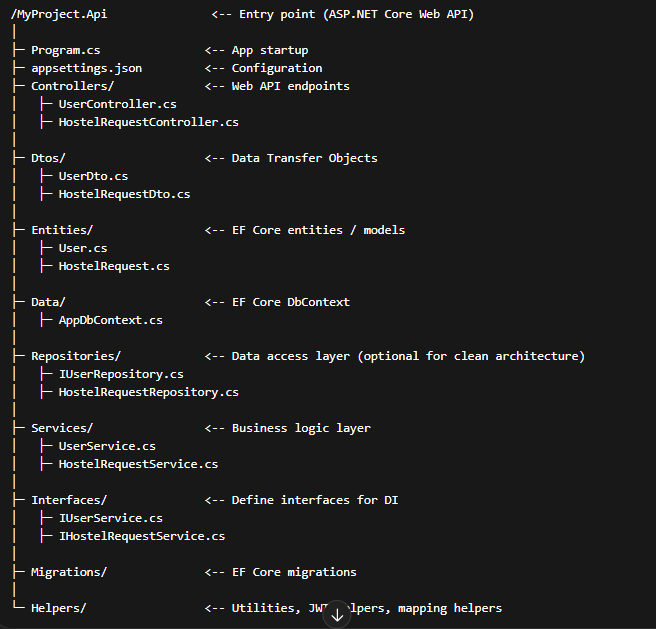 /MyProject.Api <-- Entry point (ASP.NET Core Web API)
│
├─ Program.cs <-- App startup
├─ appsettings.json <-- Configuration
├─ Controllers/ <-- Web API endpoints
│   ├─ UserController.cs
│   ├─ HostelRequestController.cs
│
├─ Dtos/ <-- Data Transfer Objects
│   ├─ UserDto.cs
│   ├─ HostelRequestDto.cs
│
├─ Entities/ <-- EF Core entities / models
│   ├─ User.cs
│   ├─ HostelRequest.cs
│
├─ Data/ <-- EF Core DbContext
│   ├─ AppDbContext.cs
│
├─ Repositories/ <-- Data access layer (optional for clean architecture)
│   ├─ IUserRepository.cs
│   ├─ HostelRequestRepository.cs
│
├─ Services/ <-- Business logic layer
│   ├─ UserService.cs
│   ├─ HostelRequestService.cs
│
├─ Interfaces/ <-- Define interfaces for DI
│   ├─ IUserService.cs
│   ├─ IHostelRequestService.cs
│
├─ Migrations/ <-- EF Core migrations
│
└─ Helpers/ <-- Utilities, lpers, mapping helpers